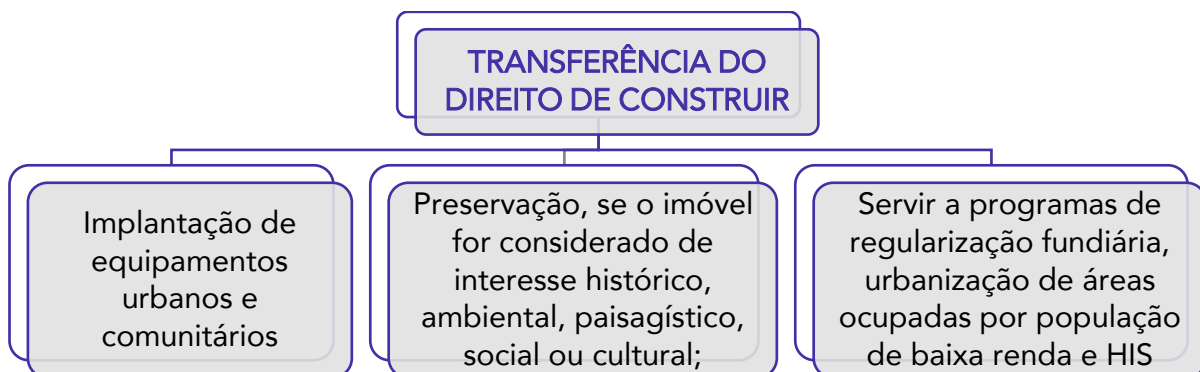 TRANSFERÊNCIA DO
DIREITO DE CONSTRUIR
Implantação de
equipamentos
urbanos e
comunitários
Preservação, se o imóvel
for considerado de
interesse histórico,
ambiental, paisagístico,
social ou cultural;
Servir a programas de
regularização fundiária,
urbanização de áreas
ocupadas por população
de baixa renda e HIS